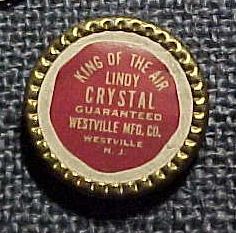 KING OF THE AIR
LINDY
CRYSTAL
GUARANTEED
WESTVILLE MFG. CO.
WESTVILLE
N. J.